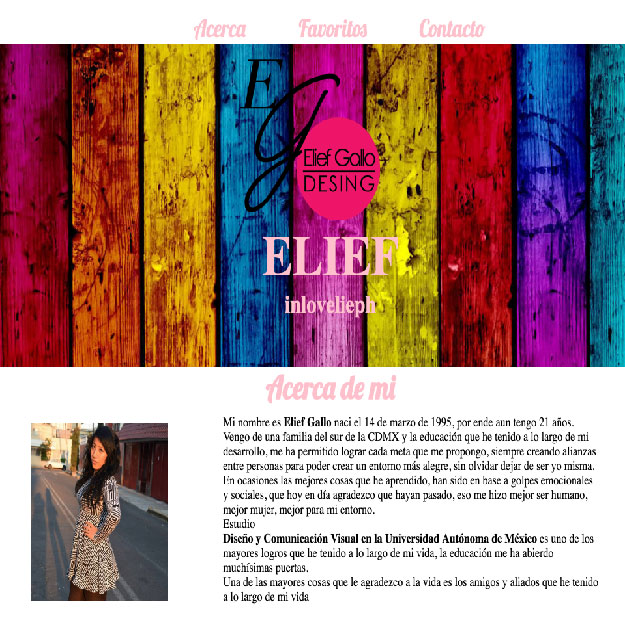 Acerca Favoritos Contacto
EG
Elief Gallo
DESING
ELIEF
inlovelieph
Acerca de mi
Mi nombre es Elief Gallo naci el 14 de marzo de 1995, por ende aun tengo 21 años.
Vengo de una familia del sur de la CDMX y la educación que he tenido a lo largo de mi
desarrollo, me ha permitido lograr cada meta que me propongo, siempre creando alianzas
entre personas para poder crear un entorno más alegre, sin olvidar dejar de ser yo misma.
En ocasiones las mejores cosas que he aprendido, han sido en base a golpes emocionales
y sociales, que hoy en día agradezco que hayan pasado, eso me hizo mejor ser humano,
mejor mujer, mejor para mi entorno.
Estudio
Diseño y Comunicación Visual en la Universidad Autónoma de México es uno de los
mayores logros que he tenido a lo largo de mi vida, la educación me ha abierdo
muchísimas puertas.
Una de las mayores cosas que le agradezco a la vida es los amigos y aliados que he tenido
a lo largo de mi vida